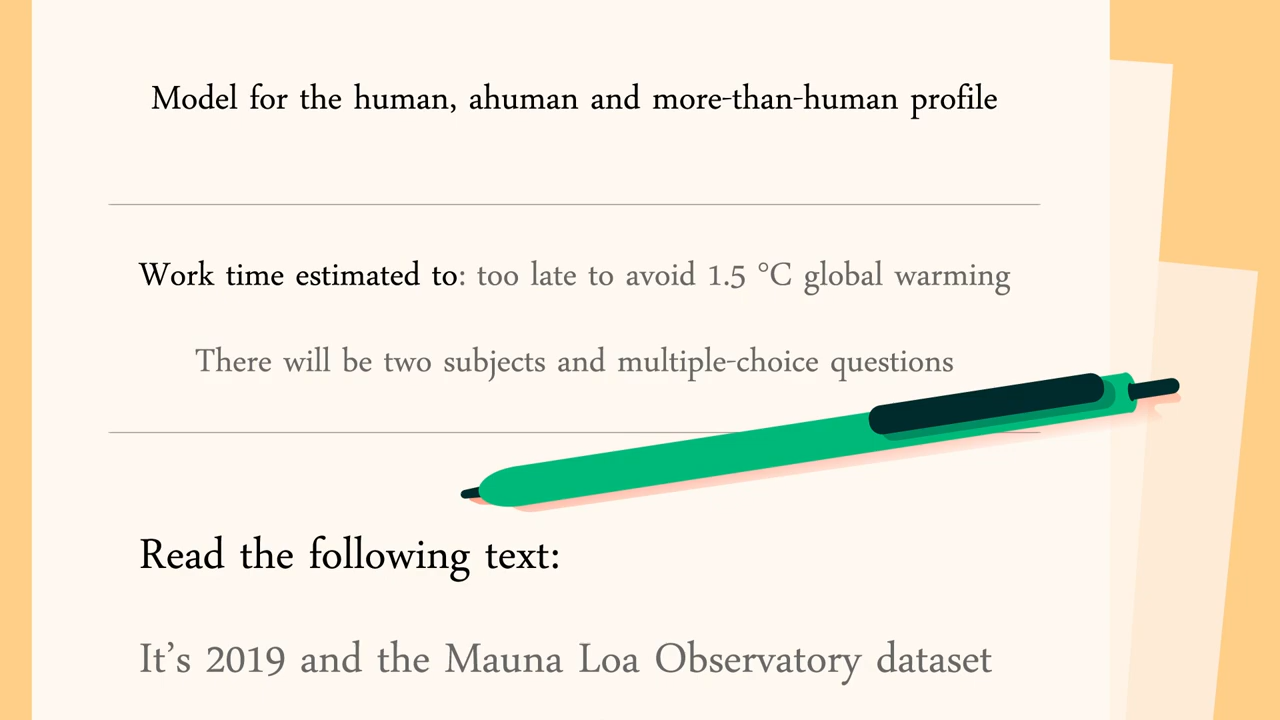 Model for the human, ahuman and more-than-human profile
Work time estimated to: too late to avoid 1.5 °C global warming
There will be two subjects and multiple-choice questions
Read the following text:
It’s 2019 and the Mauna Loa Observatory dataset